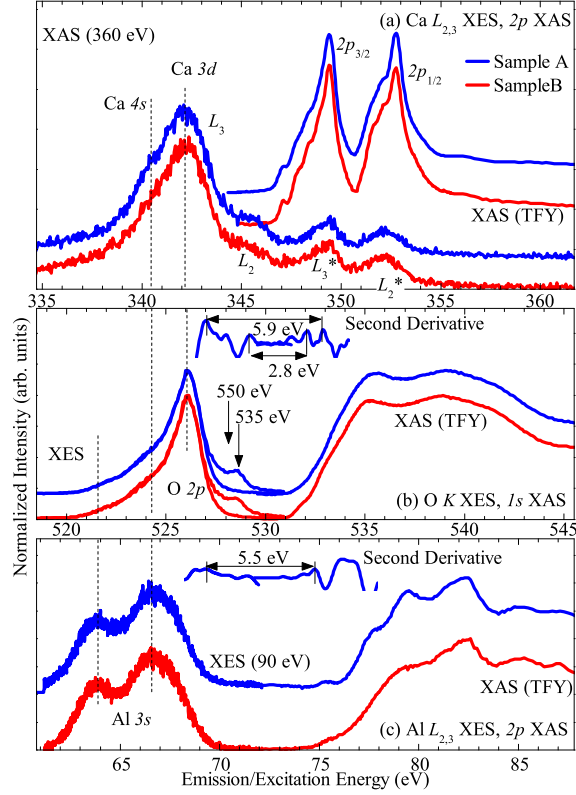 (a) Ca L2,3 XES, 2p XAS
XAS (360 eV)
2p3/2
2p1/2
Sample A
SampleB
Ca 3d
Ca 4s
L3
XAS (TFY)
L2
L3*
L2*
335 340 345 350 355 360
Second Derivative
5.9 eV
2.8 eV
550 eV
535 eV
XAS (TFY)
XES
O 2p
(b) O K XES, 1s XAS
520 525 530 535 540 545
Normalized Intensity (arb. units)
Second Derivative
5.5 eV
XES (90 eV)
XAS (TFY)
Al 3s
(c) Al L2,3 XES, 2p XAS
65 70 75 80 85
Emission/Excitation Energy (eV)